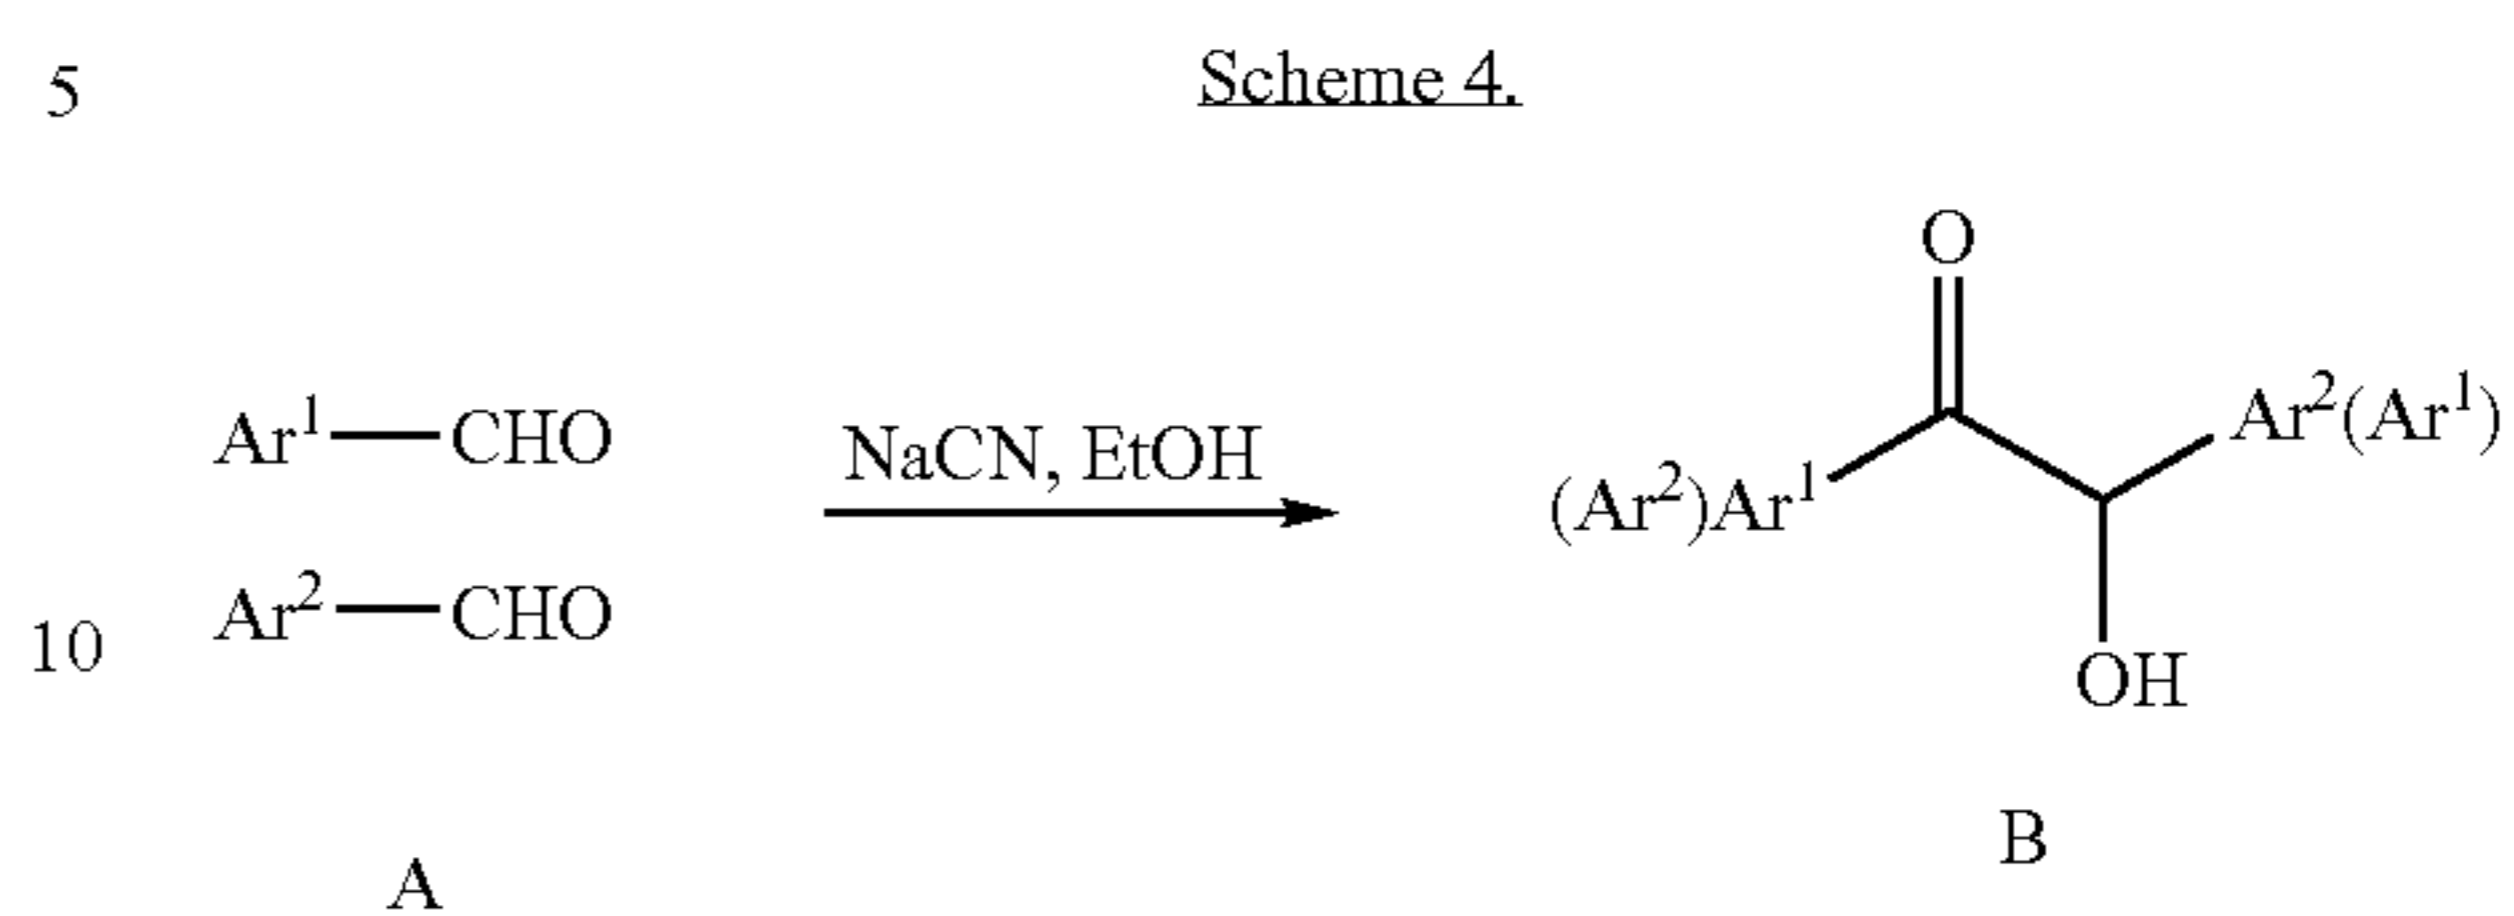 5
Scheme 4.
O
Ar¹—CHO
NaCN, EtOH
Ar²(Ar¹)
(Ar²)Ar¹
10
Ar²—CHO
OH
B
A